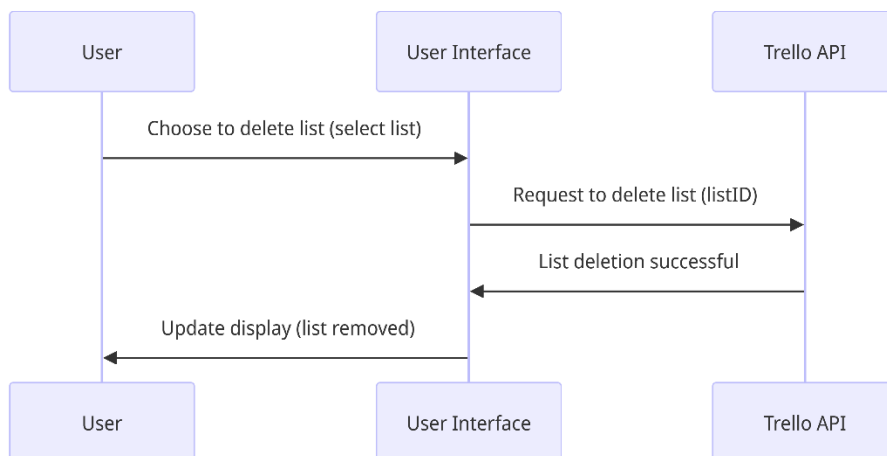 User
User Interface
Trello API
Choose to delete list (select list)
Request to delete list (listID)
List deletion successful
Update display (list removed)
User
User Interface
Trello API